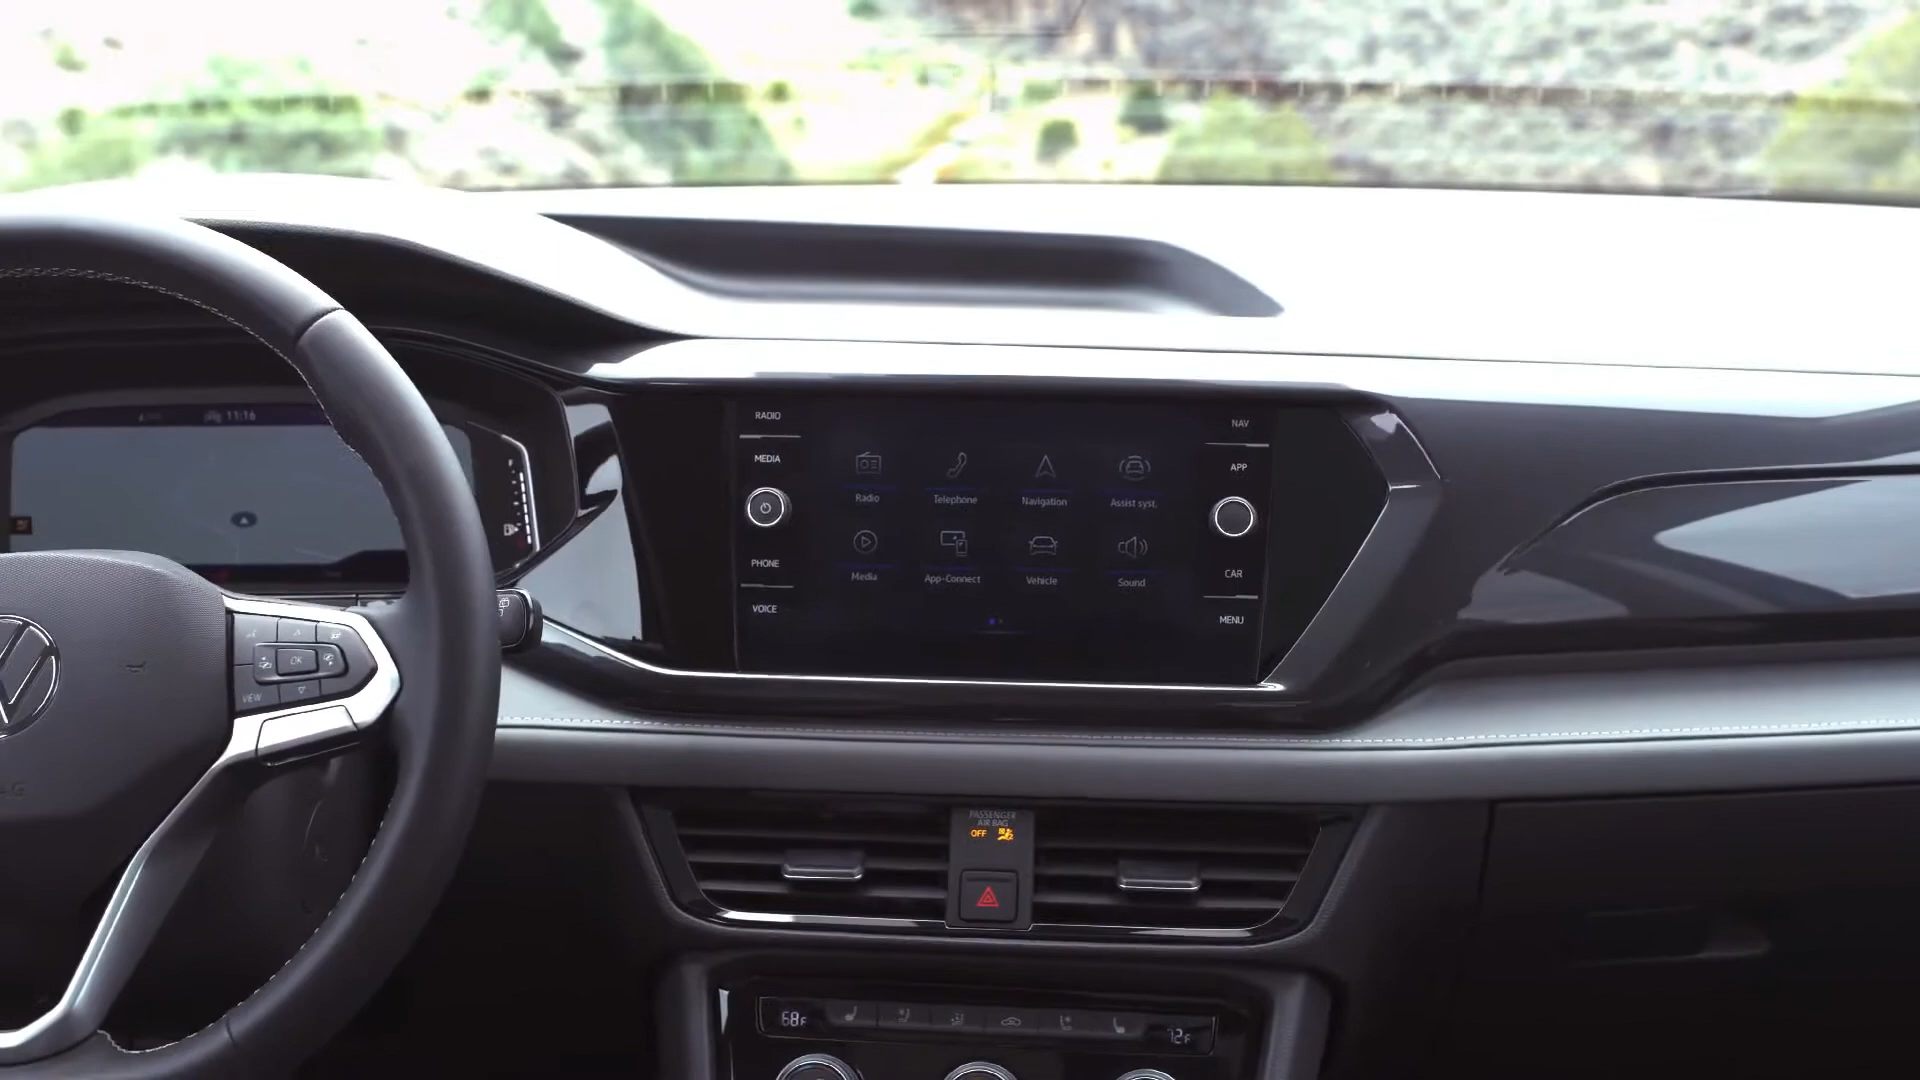 11:16
RADIO
MEDIA
PHONE
VOICE
Radio
Telephone
Navigation
Assist syst.
Media
App-Connect
Vehicle
Sound
NAV
APP
CAR
MENU
OK
VIEW
PASSENGER
AIR BAG
OFF
68F
72F